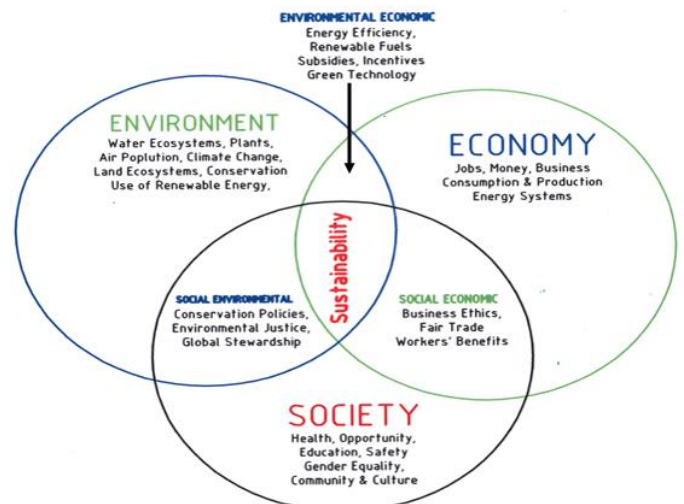 ENVIRONMENTAL ECONOMIC
Energy Efficiency,
Renewable Fuels
Subsidies, Incentives
Green Technology
ENVIRONMENT
Water Ecosystems, Plants,
Air Poplution, Climate Change,
Land Ecosystems, Conservation
Use of Renewable Energy,
ECONOMY
Jobs, Money, Business
Consumption & Production
Energy Systems
Sustainability
SOCIAL ENVIRONMENTAL
Conservation Policies,
Environmental Justice,
Global Stewardship
SOCIAL ECONOMIC
Business Ethics,
Fair Trade
Workers' Benefits
SOCIETY
Health, Opportunity,
Education, Safety
Gender Equality,
Community & Culture